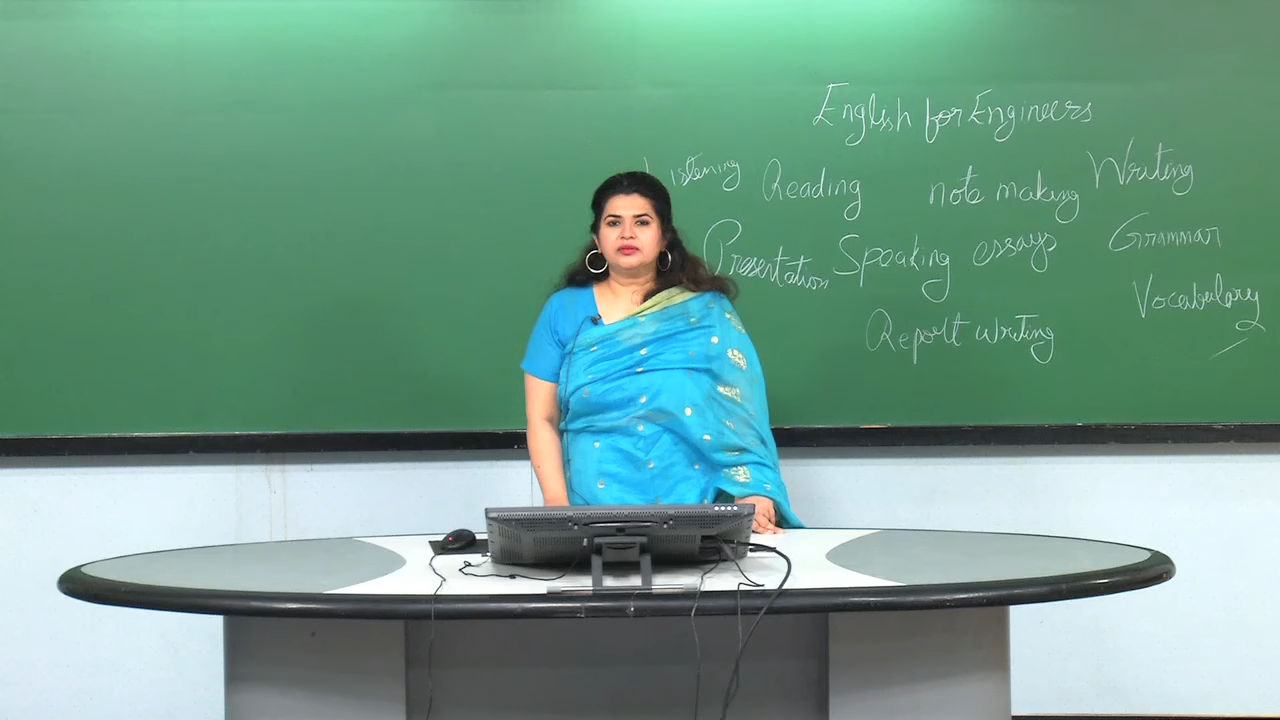 English for Engineers
Listening Reading note making Writing
Presentation Speaking essays Grammar
Vocabulary
Report writing